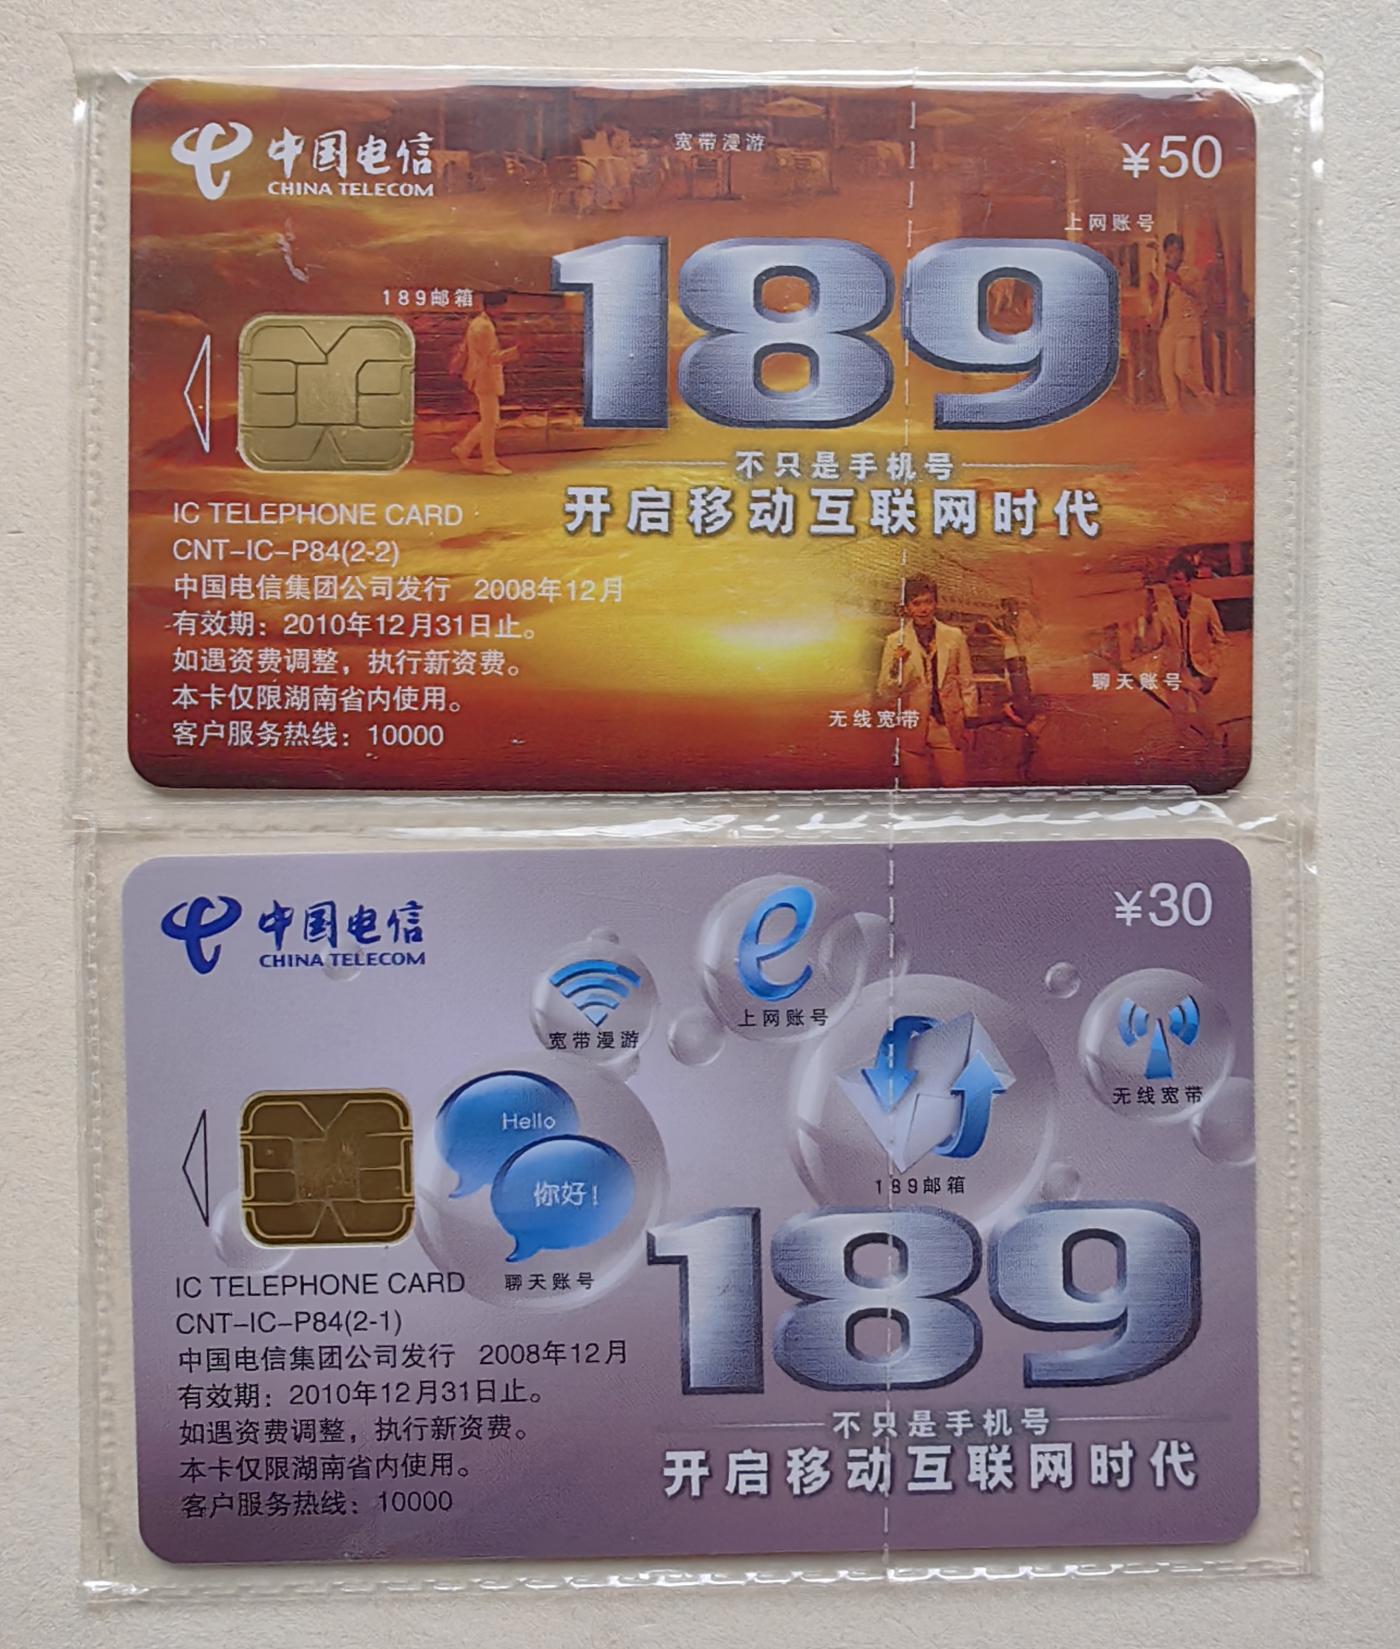 中国电信
CHINA TELECOM
宽带漫游
¥50
上网账号
189邮箱
189
不只是手机号
开启移动互联网时代
IC TELEPHONE CARD
CNT-IC-P84(2-2)
中国电信集团公司发行 2008年12月
有效期：2010年12月31日止。
如遇资费调整，执行新资费。
本卡仅限湖南省内使用。
客户服务热线：10000
聊天账号
无线宽带
中国电信
CHINA TELECOM
¥30
e
上网账号
宽带漫游
无线宽带
Hello
你好！
189邮箱
聊天账号
189
不只是手机号
开启移动互联网时代
IC TELEPHONE CARD
CNT-IC-P84(2-1)
中国电信集团公司发行 2008年12月
有效期：2010年12月31日止。
如遇资费调整，执行新资费。
本卡仅限湖南省内使用。
客户服务热线：10000